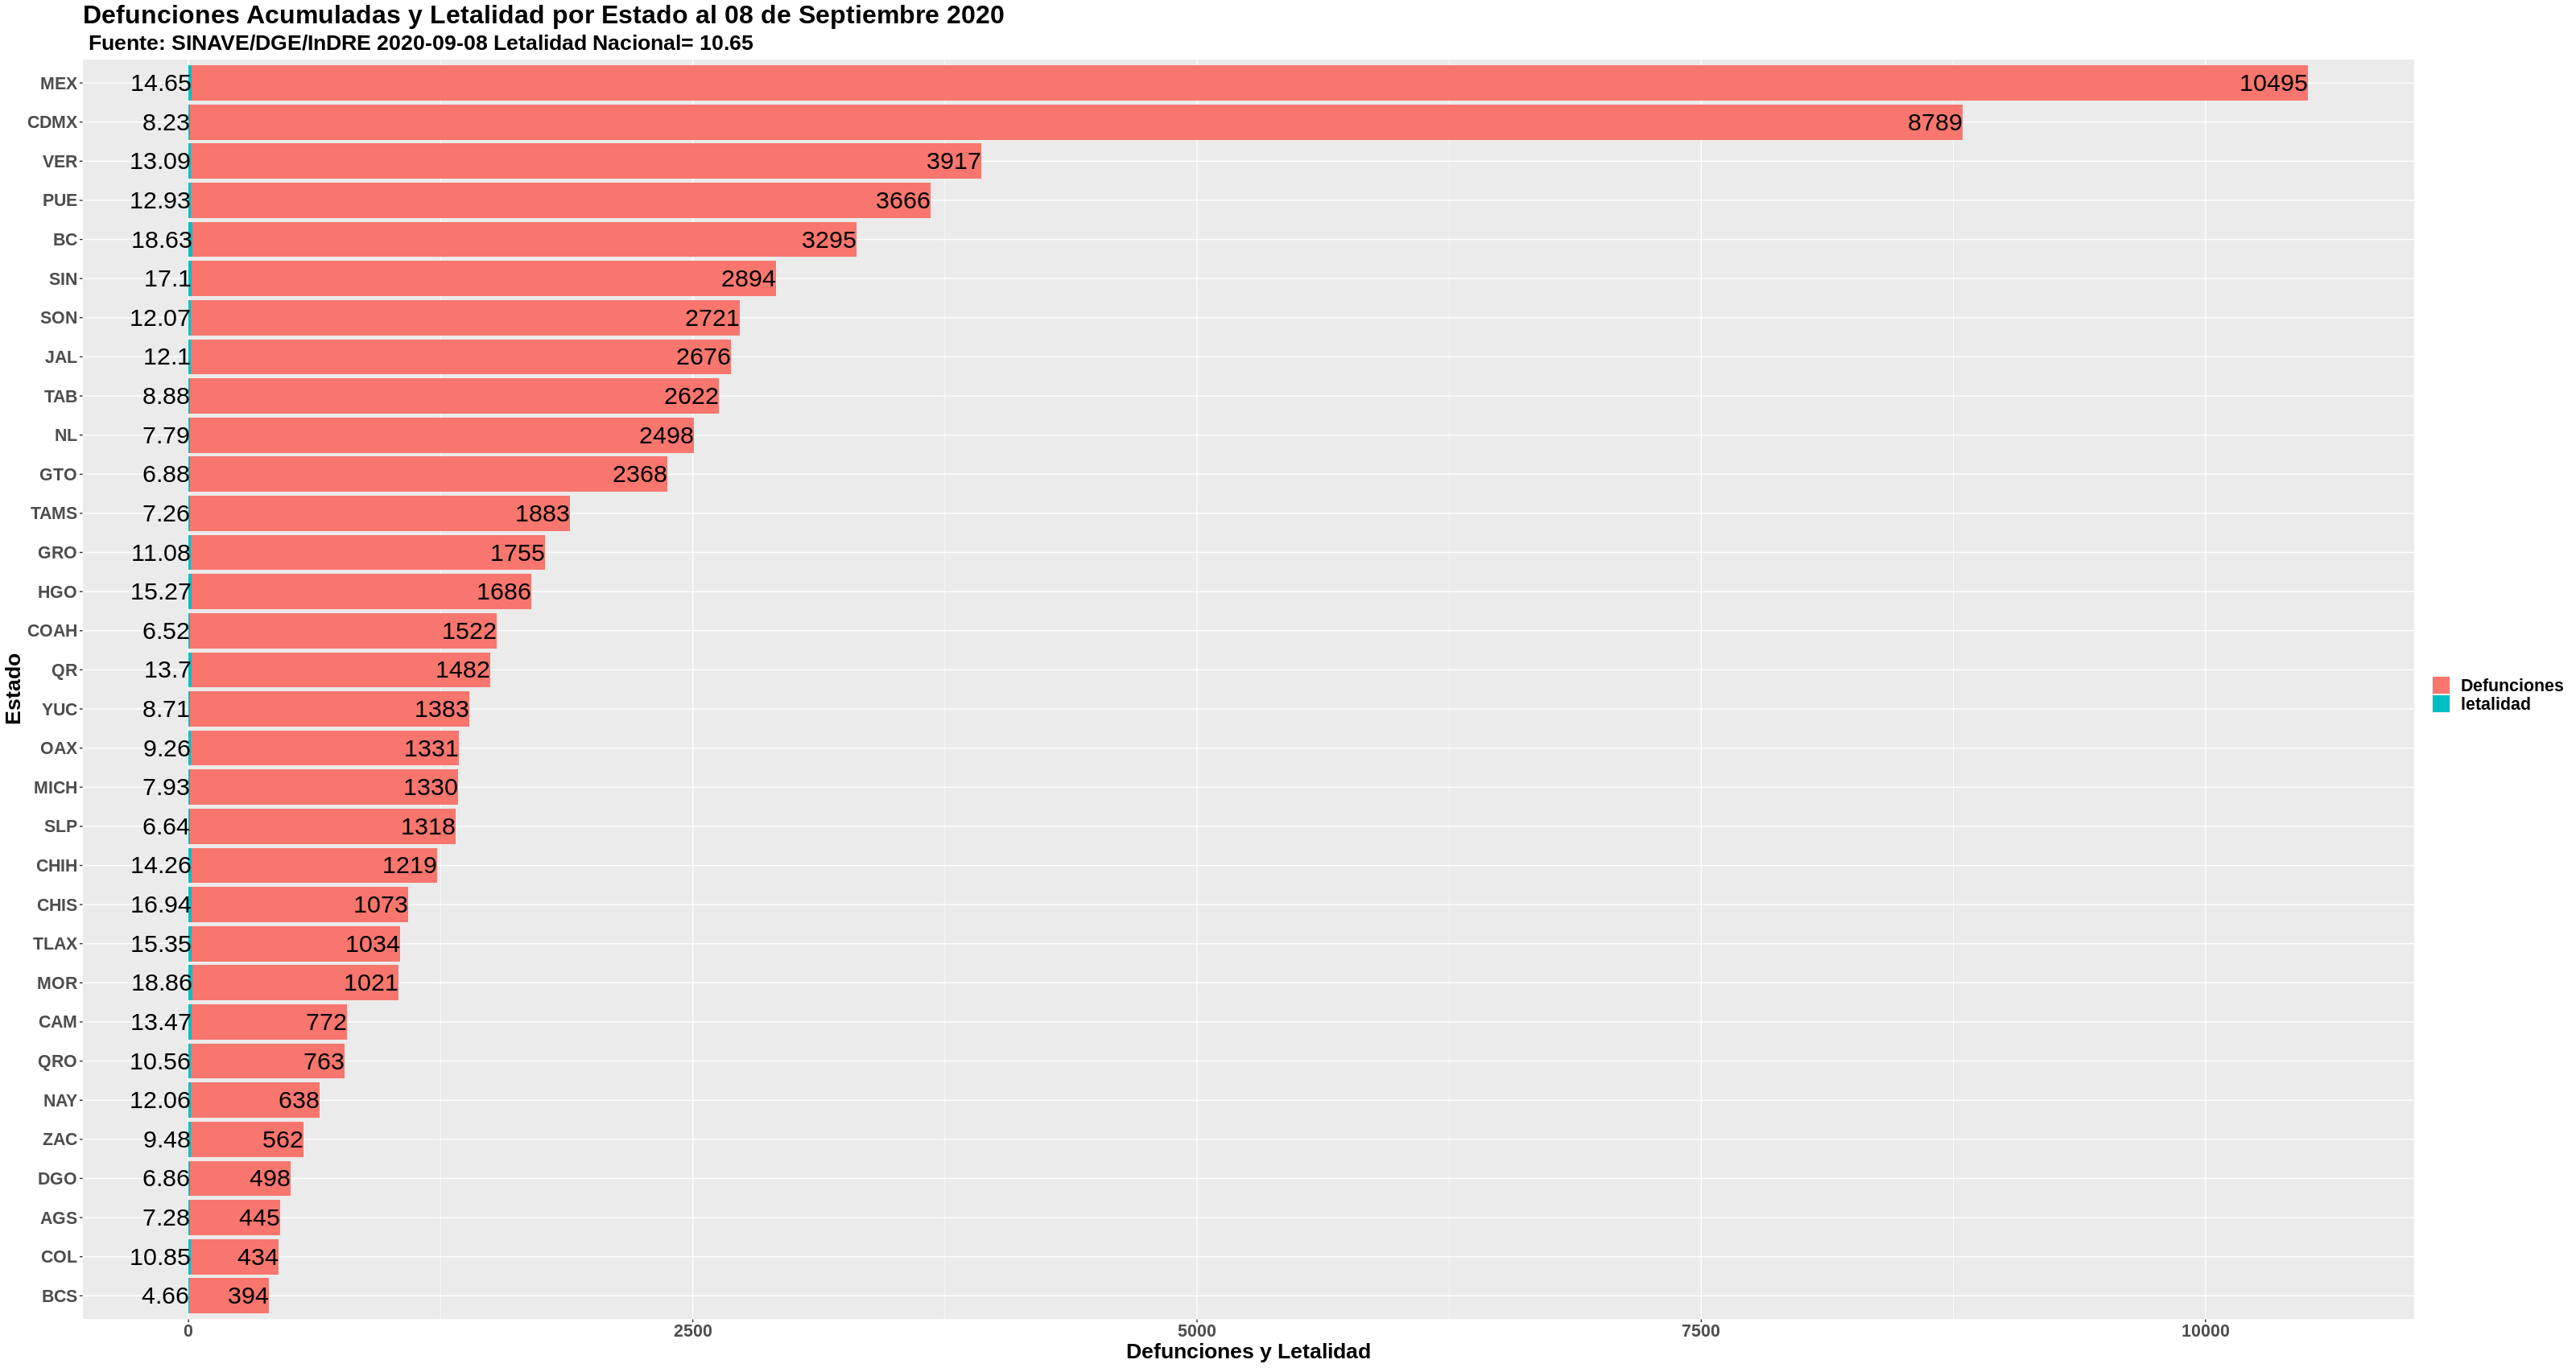 Defunciones Acumuladas y Letalidad por Estado al 08 de Septiembre 2020
Fuente: SINAVE/DGE/InDRE 2020-09-08 Letalidad Nacional= 10.65
MEX 14.65 10495
CDMX 8.23 8789
VER 13.09 3917
PUE 12.93 3666
BC 18.63 3295
SIN 17.1 2894
SON 12.07 2721
JAL 12.1 2676
TAB 8.88 2622
NL 7.79 2498
GTO 6.88 2368
TAMS 7.26 1883
GRO 11.08 1755
HGO 15.27 1686
COAH 6.52 1522
QR 13.7 1482
YUC 8.71 1383
OAX 9.26 1331
MICH 7.93 1330
SLP 6.64 1318
CHIH 14.26 1219
CHIS 16.94 1073
TLAX 15.35 1034
MOR 18.86 1021
CAM 13.47 772
QRO 10.56 763
NAY 12.06 638
ZAC 9.48 562
DGO 6.86 498
AGS 7.28 445
COL 10.85 434
BCS 4.66 394
0 2500 5000 7500 10000
Defunciones y Letalidad
Estado
Defunciones
letalidad